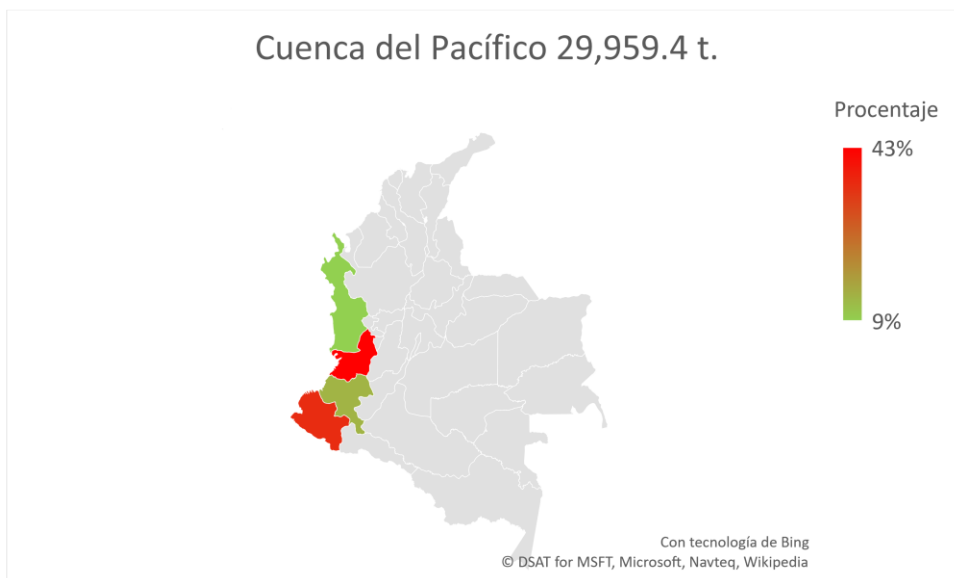 Cuenca del Pacífico 29,959.4 t.
Procentaje
43%
9%
Con tecnología de Bing
© DSAT for MSFT, Microsoft, Navteq, Wikipedia